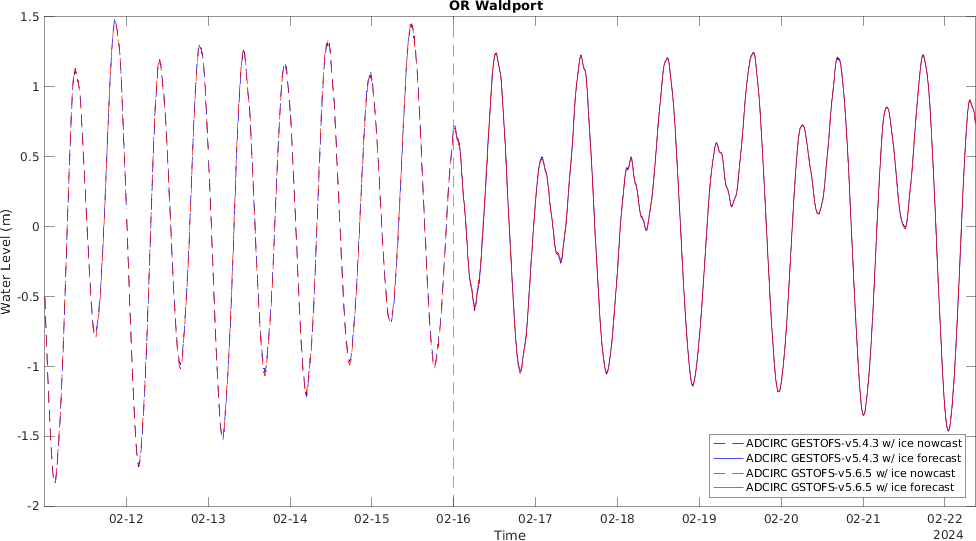 OR Waldport
1.5
1
0.5
0
-0.5
-1
-1.5
-2
Water Level (m)
02-12 02-13 02-14 02-15 02-16 02-17 02-18 02-19 02-20 02-21 02-22
Time
2024
ADCIRC GESTOFS-v5.4.3 w/ ice nowcast
ADCIRC GESTOFS-v5.4.3 w/ ice forecast
ADCIRC GSTOFS-v5.6.5 w/ ice nowcast
ADCIRC GSTOFS-v5.6.5 w/ ice forecast